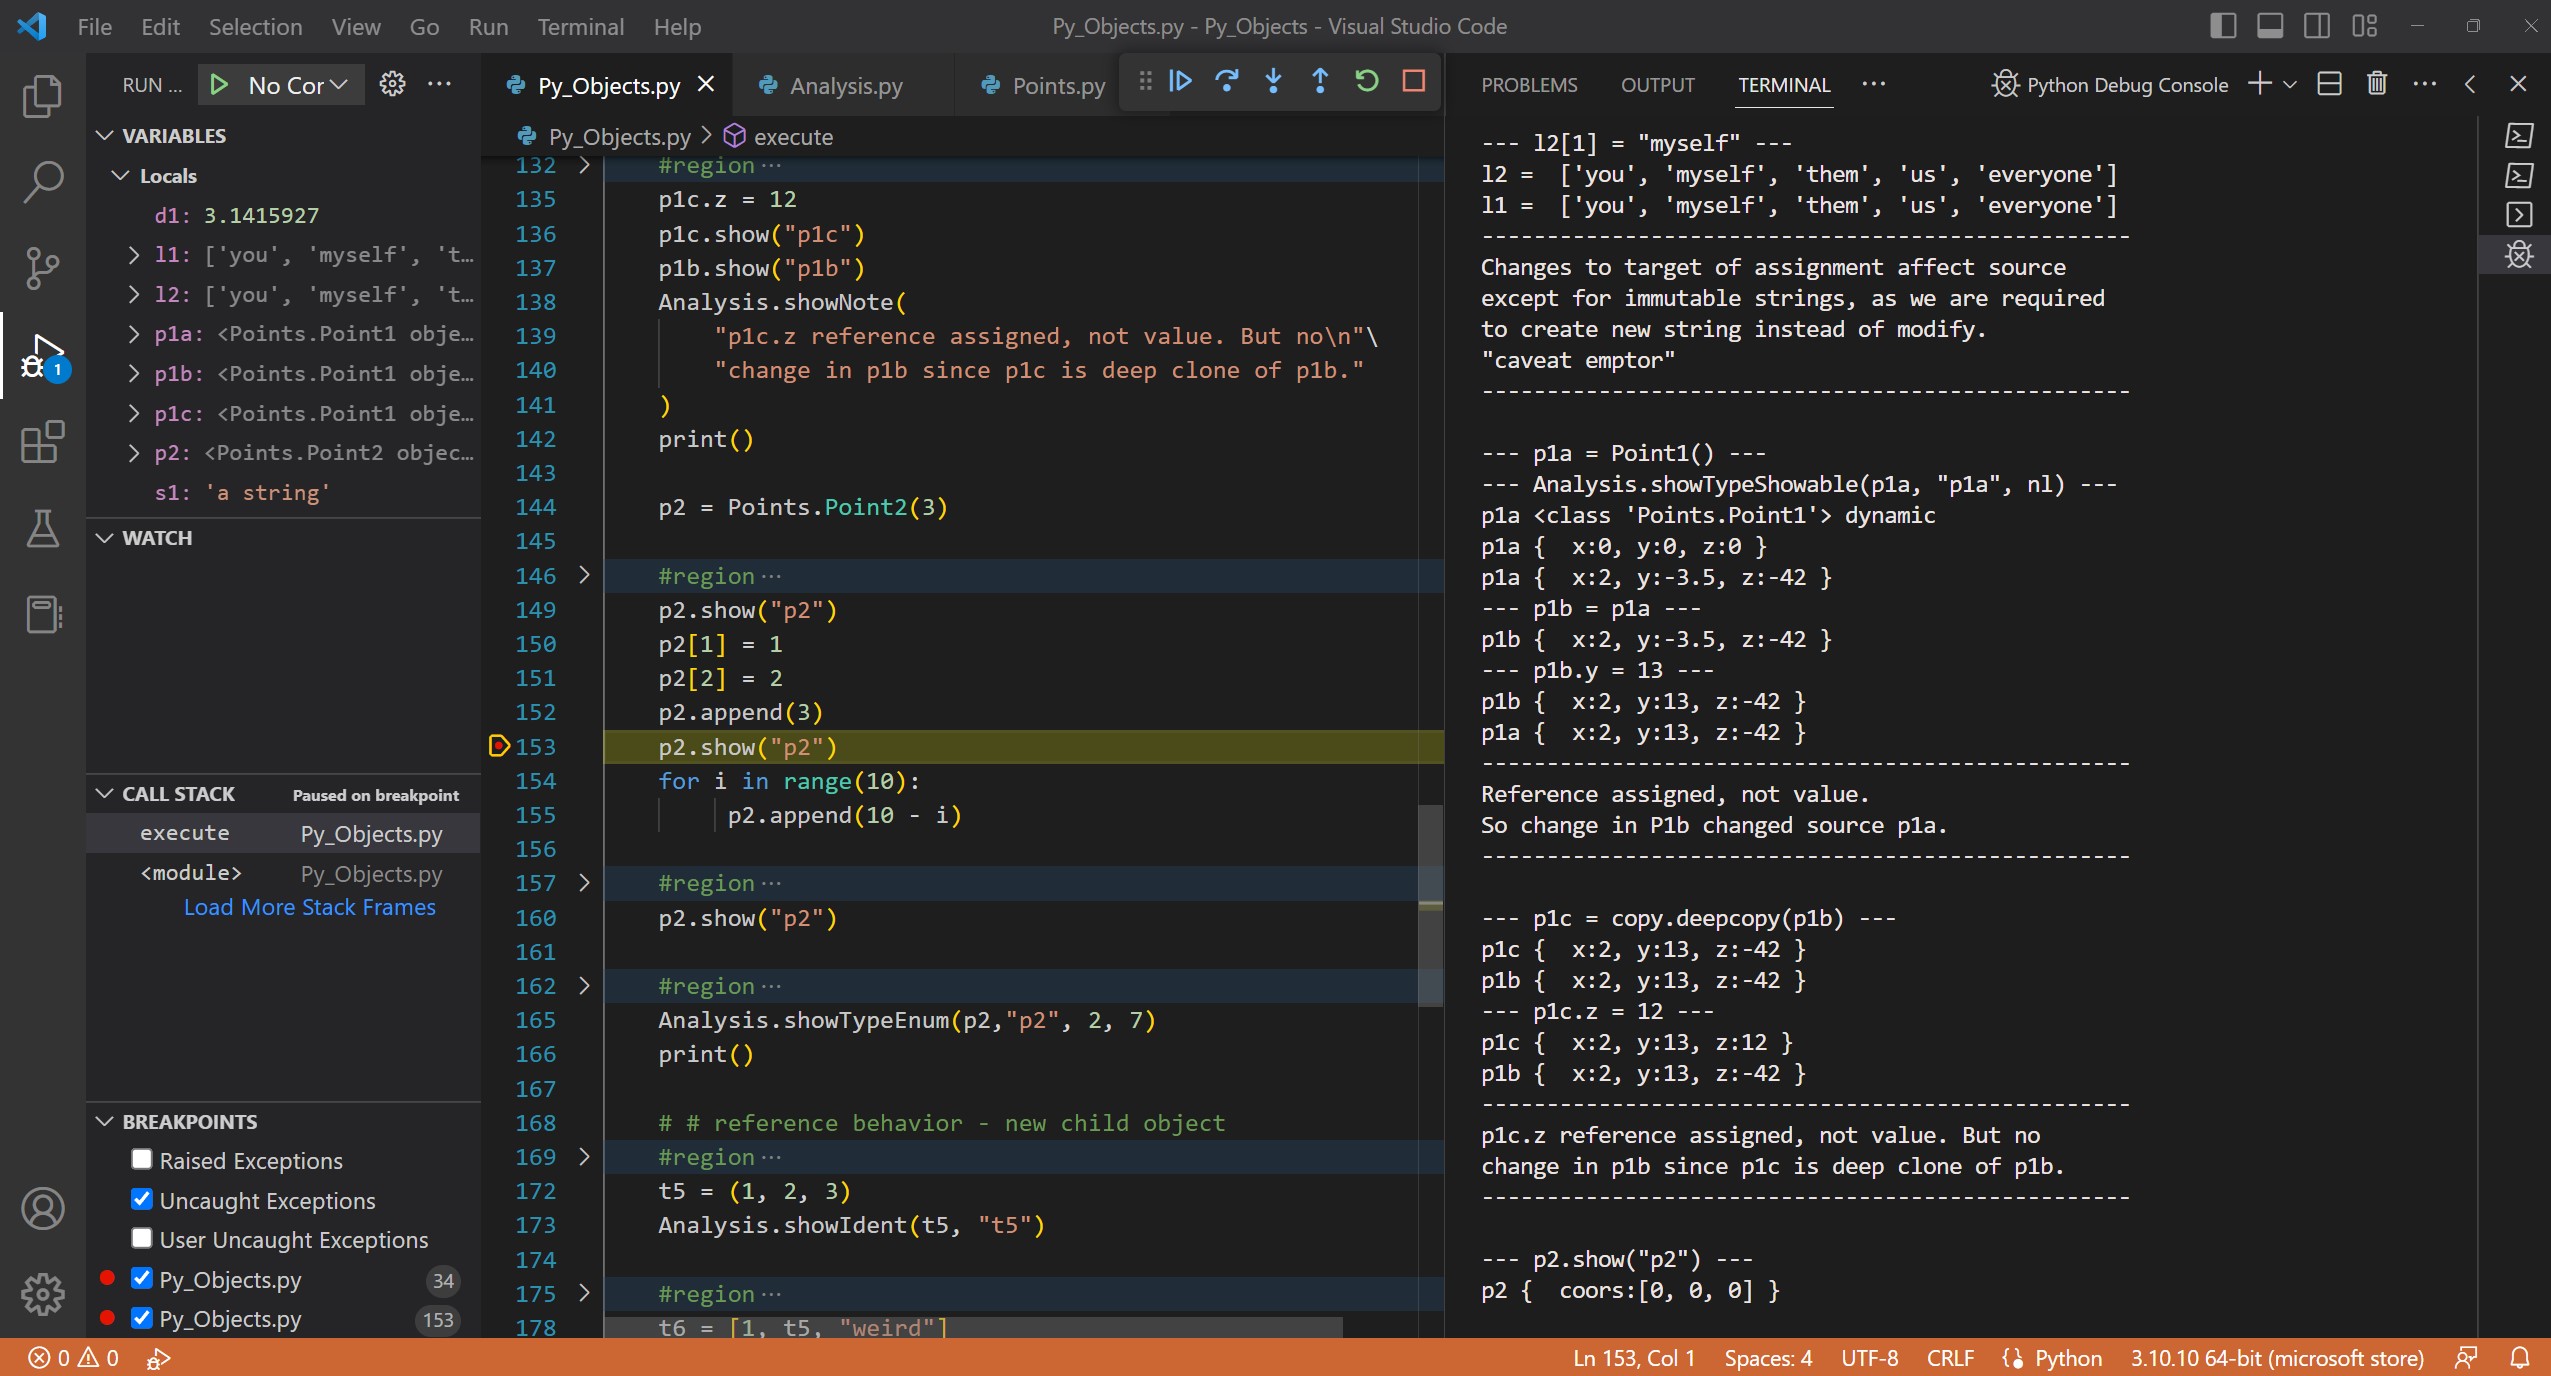 File Edit Selection View Go Run Terminal Help
Py_Objects.py - Py_Objects - Visual Studio Code
RUN ... No Cor
VARIABLES
Locals
d1: 3.1415927
l1: ['you', 'myself', 't...
l2: ['you', 'myself', 't...
p1a: <Points.Point1 obje...
p1b: <Points.Point1 obje...
p1c: <Points.Point1 obje...
p2: <Points.Point2 objec...
s1: 'a string'
WATCH
CALL STACK Paused on breakpoint
execute Py_Objects.py
<module> Py_Objects.py
Load More Stack Frames
BREAKPOINTS
Raised Exceptions
Uncaught Exceptions
User Uncaught Exceptions
Py_Objects.py 34
Py_Objects.py 153
1
Py_Objects.py Analysis.py Points.py
Py_Objects.py > execute
132 #region ...
135 p1c.z = 12
136 p1c.show("p1c")
137 p1b.show("p1b")
138 Analysis.showNote(
139 "p1c.z reference assigned, not value. But no\n"\
140 "change in p1b since p1c is deep clone of p1b."
141 )
142 print()
143
144 p2 = Points.Point2(3)
145
146 #region ...
149 p2.show("p2")
150 p2[1] = 1
151 p2[2] = 2
152 p2.append(3)
153 p2.show("p2")
154 for i in range(10):
155 p2.append(10 - i)
156
157 #region ...
160 p2.show("p2")
161
162 #region ...
165 Analysis.showTypeEnum(p2,"p2", 2, 7)
166 print()
167
168 # # reference behavior - new child object
169 #region ...
172 t5 = (1, 2, 3)
173 Analysis.showIdent(t5, "t5")
174
175 #region ...
178 t6 = [1, t5, "weird"]
PROBLEMS OUTPUT TERMINAL ... Python Debug Console
--- l2[1] = "myself" ---
l2 =  ['you', 'myself', 'them', 'us', 'everyone']
l1 =  ['you', 'myself', 'them', 'us', 'everyone']
--------------------------------------------------
Changes to target of assignment affect source
except for immutable strings, as we are required
to create new string instead of modify.
"caveat emptor"
--------------------------------------------------
--- p1a = Point1() ---
--- Analysis.showTypeShowable(p1a, "p1a", nl) ---
p1a <class 'Points.Point1'> dynamic
p1a {  x:0, y:0, z:0 }
p1a {  x:2, y:-3.5, z:-42 }
--- p1b = p1a ---
p1b {  x:2, y:-3.5, z:-42 }
--- p1b.y = 13 ---
p1b {  x:2, y:13, z:-42 }
p1a {  x:2, y:13, z:-42 }
--------------------------------------------------
Reference assigned, not value.
So change in P1b changed source p1a.
--------------------------------------------------
--- p1c = copy.deepcopy(p1b) ---
p1c {  x:2, y:13, z:-42 }
p1b {  x:2, y:13, z:-42 }
--- p1c.z = 12 ---
p1c {  x:2, y:13, z:12 }
p1b {  x:2, y:13, z:-42 }
--------------------------------------------------
p1c.z reference assigned, not value. But no
change in p1b since p1c is deep clone of p1b.
--------------------------------------------------
--- p2.show("p2") ---
p2 {  coors:[0, 0, 0] }
0 0
Ln 153, Col 1 Spaces: 4 UTF-8 CRLF Python 3.10.10 64-bit (microsoft store)